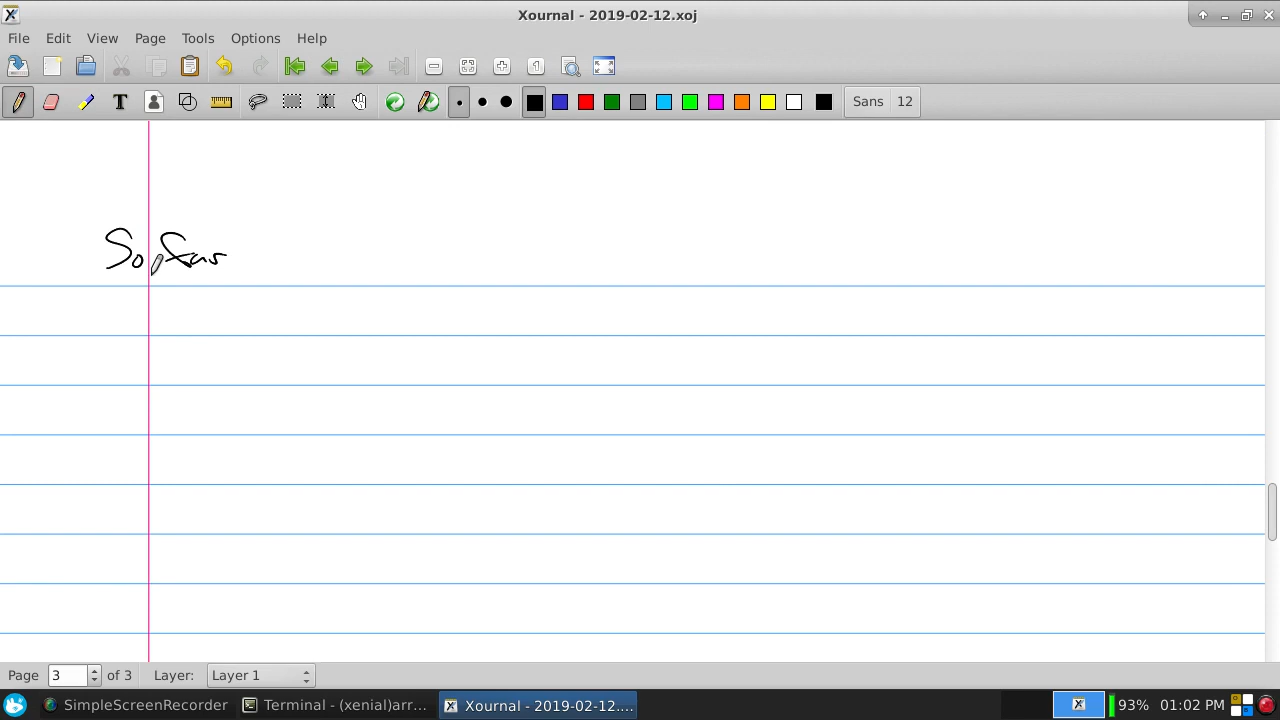 Xournal - 2019-02-12.xoj
File Edit View Page Tools Options Help
Sans 12
So, far
Page 3 of 3 Layer: Layer 1
SimpleScreenRecorder Terminal - (xenial)arr... Xournal - 2019-02-12.... 93% 01:02 PM